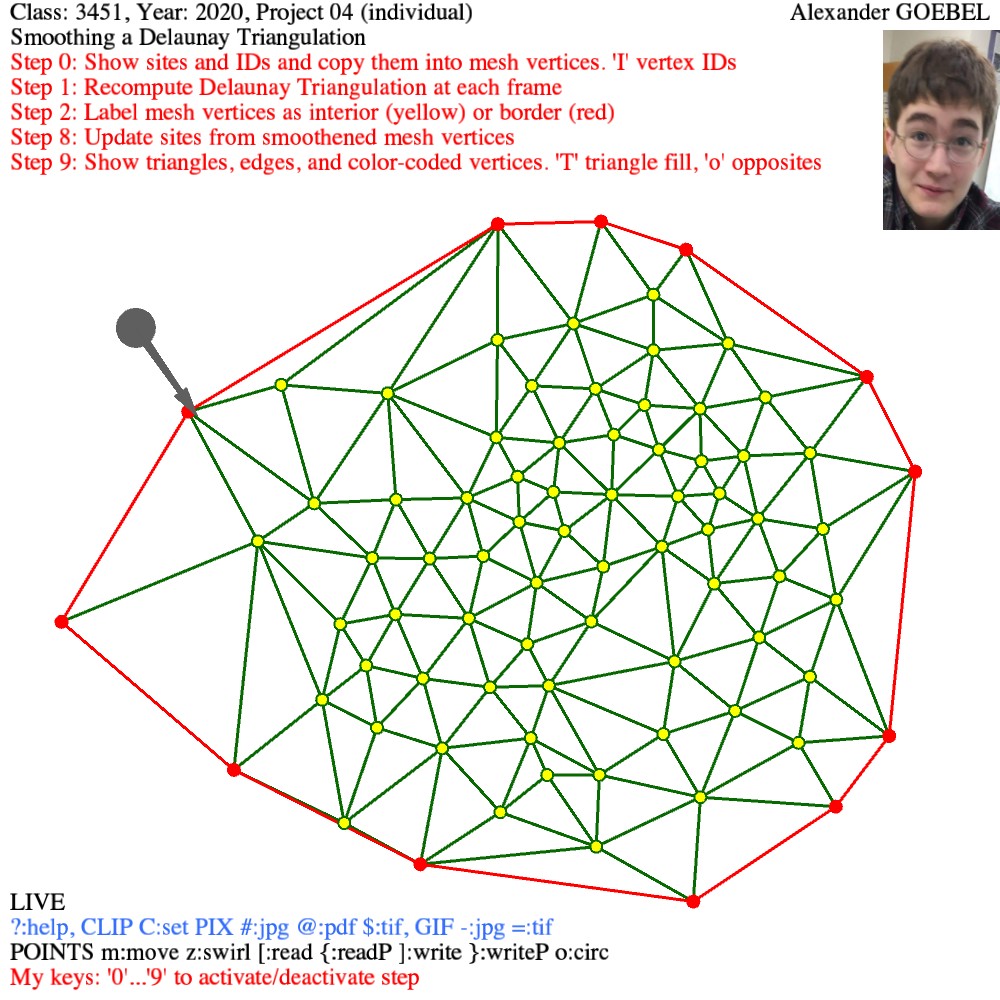 Class: 3451, Year: 2020, Project 04 (individual)
Alexander GOEBEL
Smoothing a Delaunay Triangulation
Step 0: Show sites and IDs and copy them into mesh vertices. 'I' vertex IDs
Step 1: Recompute Delaunay Triangulation at each frame
Step 2: Label mesh vertices as interior (yellow) or border (red)
Step 8: Update sites from smoothened mesh vertices
Step 9: Show triangles, edges, and color-coded vertices. 'T' triangle fill, 'o' opposites
LIVE
?:help, CLIP C:set PIX #:jpg @:pdf $:tif, GIF -:jpg =:tif
POINTS m:move z:swirl [:read {:readP ]:write }:writeP o:circ
My keys: '0'...'9' to activate/deactivate step